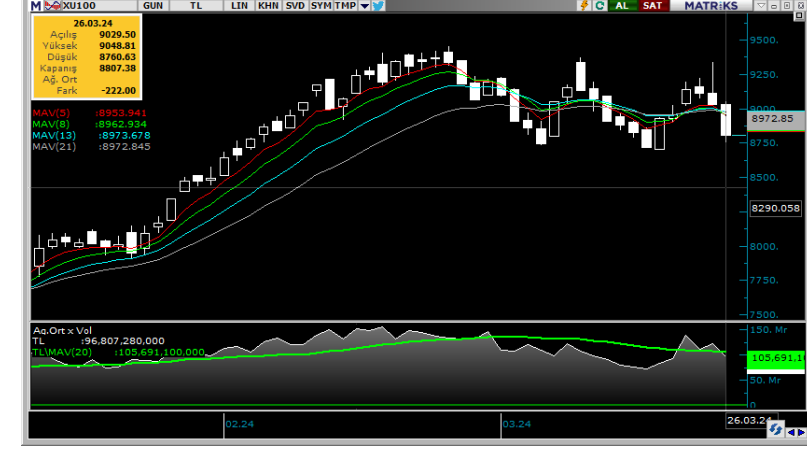 M XU100 GUN TL LIN KHN SVD SYM TMP C AL SAT MATRİKS
26.03.24
Açılış 9029.50
Yüksek 9048.81
Düşük 8760.63
Kapanış 8807.38
Ağ. Ort
Fark -222.00
MAV(5) :8953.941
MAV(8) :8962.934
MAV(13) :8973.678
MAV(21) :8972.845
9500.
9250.
9000.
8972.85
8750.
8500.
8290.058
8000.
7750.
7500.
Ag.Ort x Vol
TL :96,807,280,000
TL\MAV(20) :105,691,100,000
150. Mr
105,691,10
50. Mr
0
02.24 03.24 26.03.24